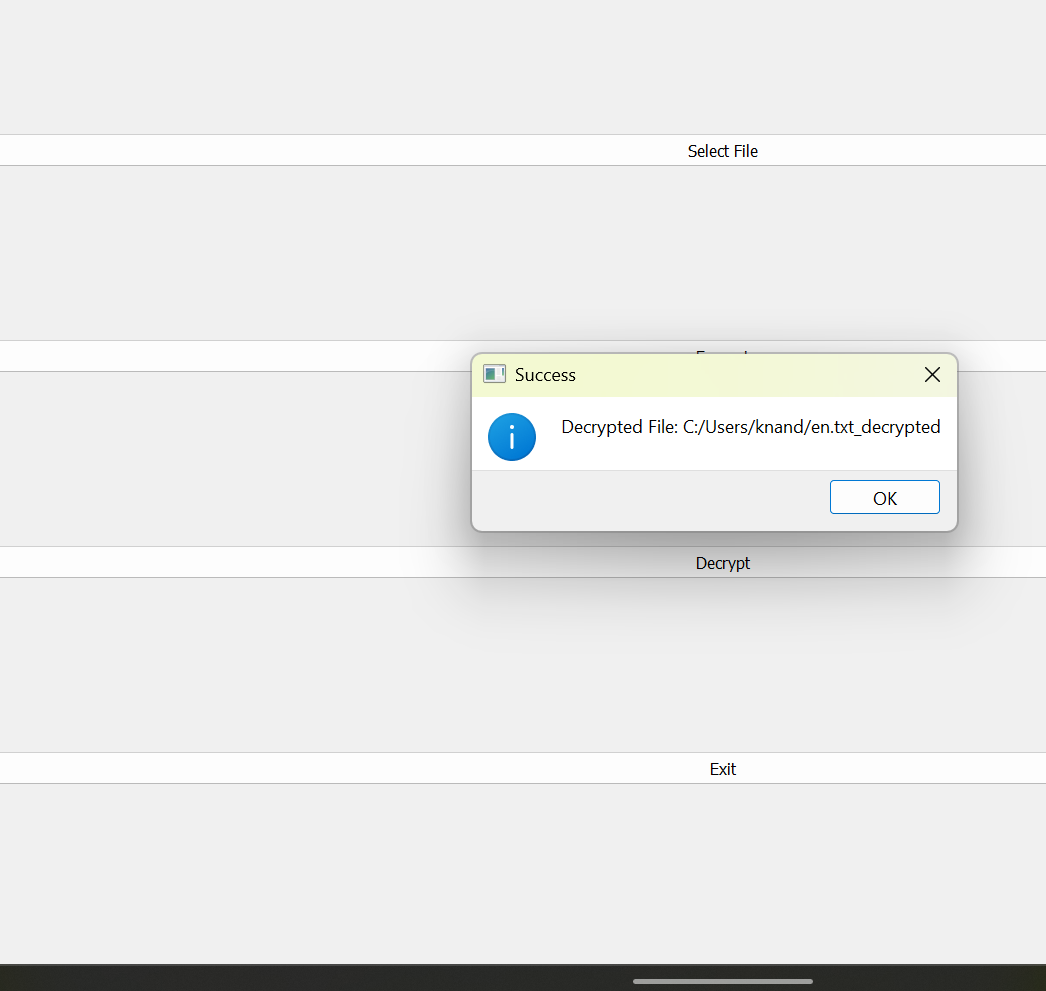 Select File
Success
Decrypted File: C:/Users/knand/en.txt_decrypted
OK
Decrypt
Exit